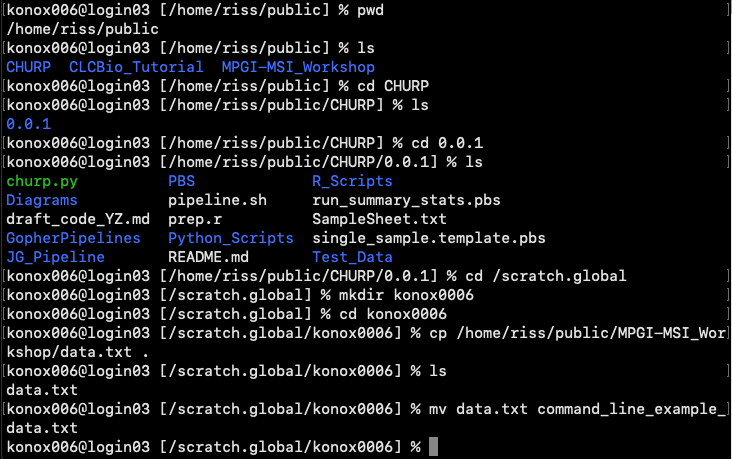 [konox006@login03 [/home/riss/public] % pwd ]
/home/riss/public
[konox006@login03 [/home/riss/public] % ls ]
CHURP  CLCBio_Tutorial  MPGI-MSI_Workshop
[konox006@login03 [/home/riss/public] % cd CHURP ]
[konox006@login03 [/home/riss/public/CHURP] % ls ]
0.0.1
[konox006@login03 [/home/riss/public/CHURP] % cd 0.0.1 ]
[konox006@login03 [/home/riss/public/CHURP/0.0.1] % ls ]
churp.py         PBS             R_Scripts
Diagrams         pipeline.sh     run_summary_stats.pbs
draft_code_YZ.md prep.r          SampleSheet.txt
GopherPipelines  Python_Scripts  single_sample.template.pbs
JG_Pipeline      README.md       Test_Data
[konox006@login03 [/home/riss/public/CHURP/0.0.1] % cd /scratch.global ]
[konox006@login03 [/scratch.global] % mkdir konox0006 ]
[konox006@login03 [/scratch.global] % cd konox0006 ]
[konox006@login03 [/scratch.global/konox0006] % cp /home/riss/public/MPGI-MSI_Wor]
kshop/data.txt .
[konox006@login03 [/scratch.global/konox0006] % ls ]
data.txt
[konox006@login03 [/scratch.global/konox0006] % mv data.txt command_line_example_]
data.txt
konox006@login03 [/scratch.global/konox0006] %